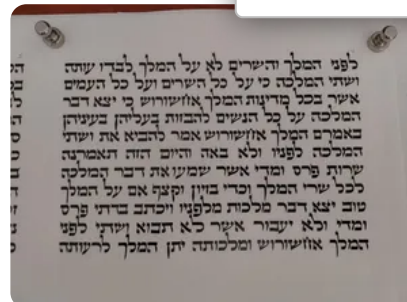 לפני המלך והשרים לא על המלך לבדו עותה
ושתי המלכה כי על כל השרים ועל כל העמים
אשר בכל מדינות המלך אחשורוש כי יצא דבר
המלכה על כל הנשים להבזות בעליהן בעיניהן
באמרם המלך אחשורוש אמר להביא את ושתי
המלכה לפניו ולא באה והיום הזה תאמרנה
שרות פרס ומדי אשר שמעו את דבר המלכה
לכל שרי המלך וכדי בזיון וקצף אם על המלך
טוב יצא דבר מלכות מלפניו ויכתב בדתי פרס
ומדי ולא יעבור אשר לא תבוא ושתי לפני
המלך אחשורוש ומלכותה יתן המלך לרעותה